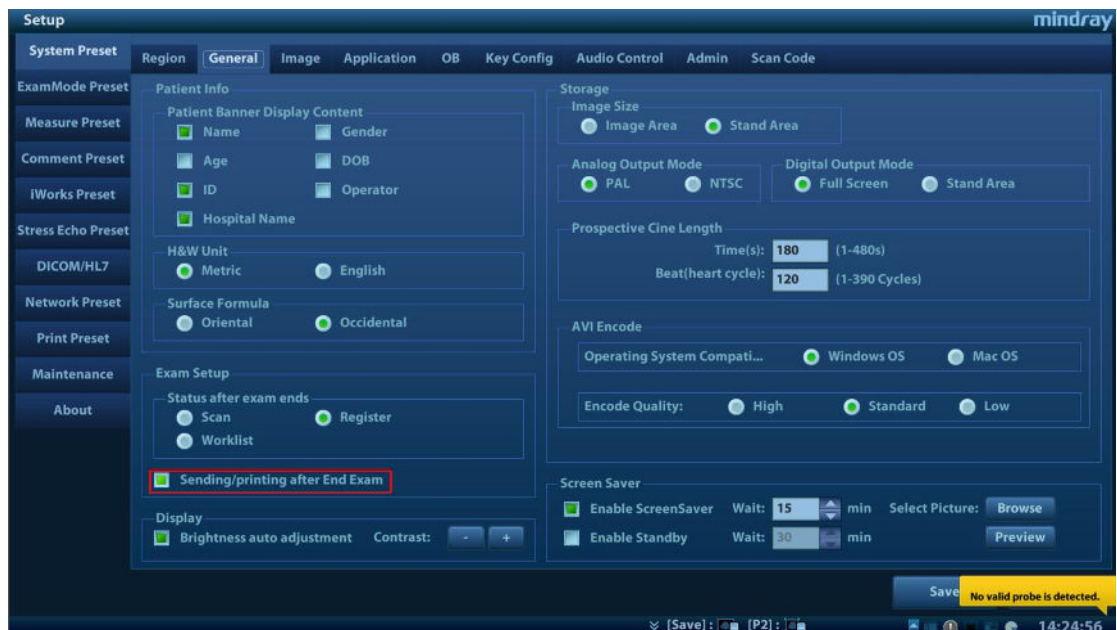 Setup
mindray
System Preset
ExamMode Preset
Measure Preset
Comment Preset
iWorks Preset
Stress Echo Preset
DICOM/HL7
Network Preset
Print Preset
Maintenance
About
Region General Image Application OB Key Config Audio Control Admin Scan Code
Patient Info
Patient Banner Display Content
Name Gender
Age DOB
ID Operator
Hospital Name
H&W Unit
Metric English
Surface Formula
Oriental Occidental
Exam Setup
Status after exam ends
Scan Register
Worklist
Sending/printing after End Exam
Display
Brightness auto adjustment Contrast: - +
Storage
Image Size
Image Area Stand Area
Analog Output Mode Digital Output Mode
PAL NTSC Full Screen Stand Area
Prospective Cine Length
Time(s): 180 (1-480s)
Beat(heart cycle): 120 (1-390 Cycles)
AVI Encode
Operating System Compati... Windows OS Mac OS
Encode Quality: High Standard Low
Screen Saver
Enable ScreenSaver Wait: 15 min Select Picture: Browse
Enable Standby Wait: 30 min Preview
Save
No valid probe is detected.
[Save] : [P2] : 14:24:56